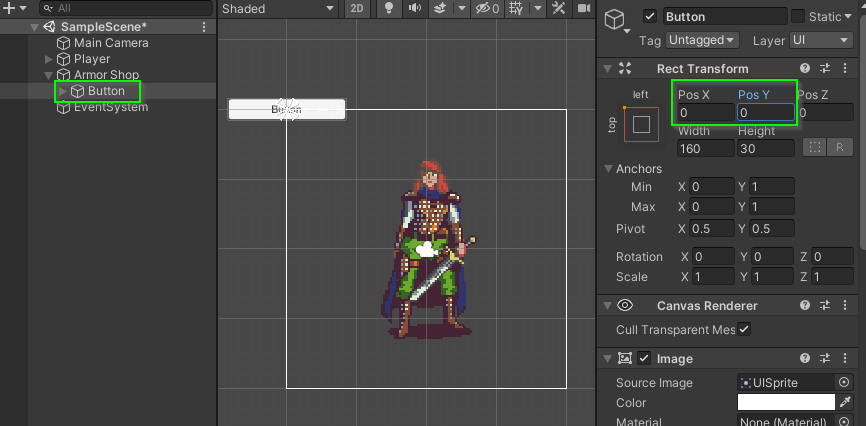 All
Shaded
2D
0
Button
Static
Tag Untagged Layer UI
SampleScene*
Main Camera
Player
Armor Shop
Button
EventSystem
Button
Rect Transform
left
top
Pos X Pos Y Pos Z
0 0 0
Width Height
160 30
R
Anchors
Min X 0 Y 1
Max X 0 Y 1
Pivot X 0.5 Y 0.5
Rotation X 0 Y 0 Z 0
Scale X 1 Y 1 Z 1
Canvas Renderer
Cull Transparent Mes
Image
Source Image UISprite
Color
Material None (Material)